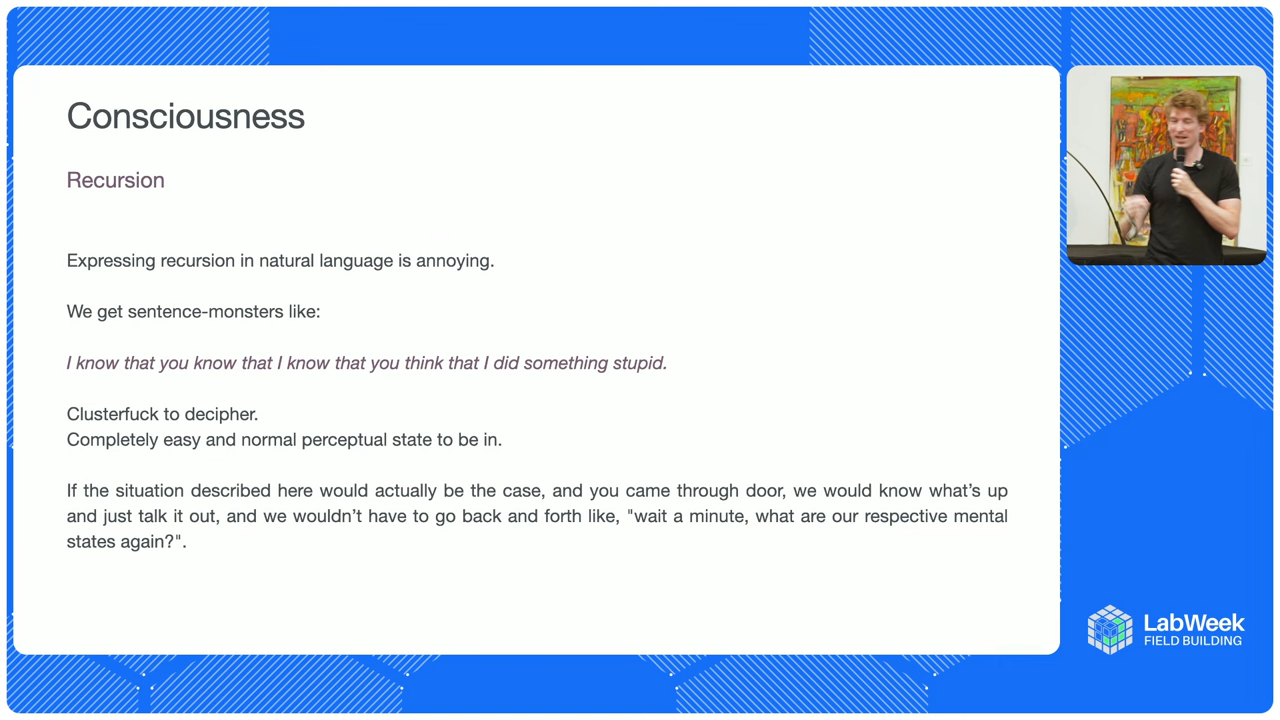 Consciousness
Recursion
Expressing recursion in natural language is annoying.
We get sentence-monsters like:
I know that you know that I know that you think that I did something stupid.
Clusterfuck to decipher.
Completely easy and normal perceptual state to be in.
If the situation described here would actually be the case, and you came through door, we would know what’s up
and just talk it out, and we wouldn’t have to go back and forth like, "wait a minute, what are our respective mental
states again?".
LabWeek
FIELD BUILDING